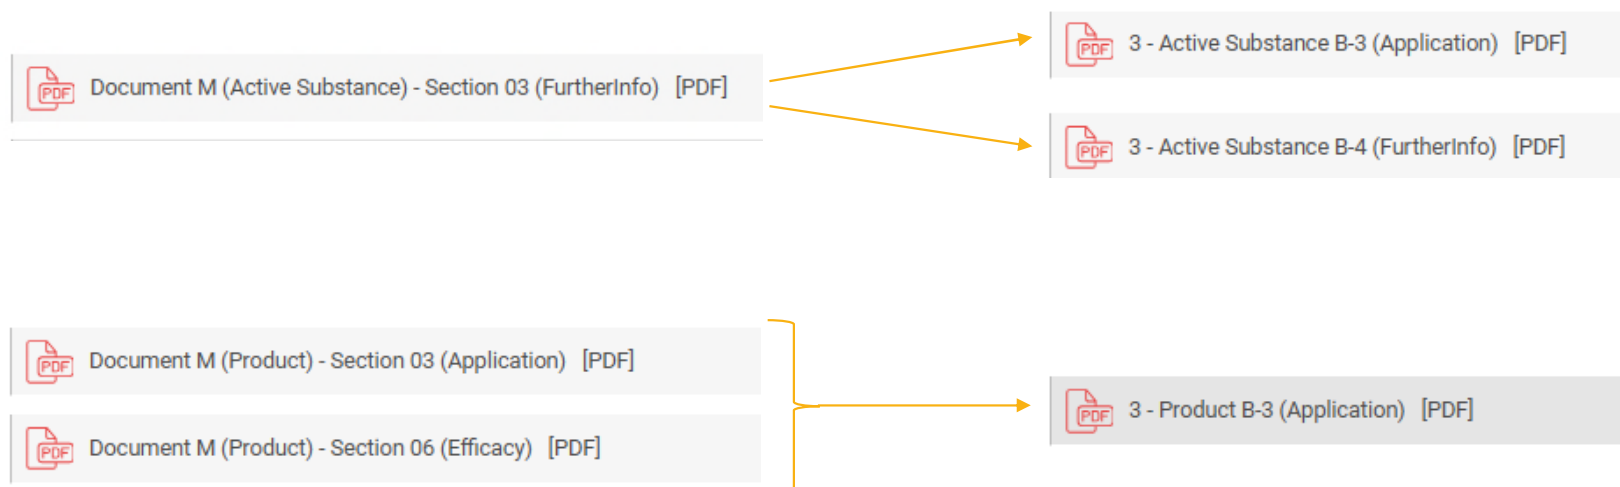 3 - Active Substance B-3 (Application) [PDF]
PDF
Document M (Active Substance) - Section 03 (FurtherInfo) [PDF]
PDF
3 - Active Substance B-4 (FurtherInfo) [PDF]
PDF
Document M (Product) - Section 03 (Application) [PDF]
PDF
3 - Product B-3 (Application) [PDF]
PDF
Document M (Product) - Section 06 (Efficacy) [PDF]
PDF